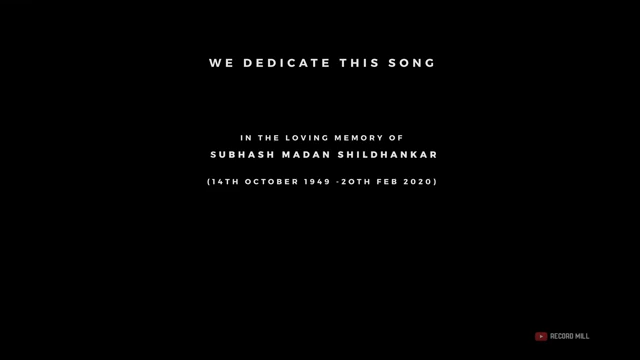 WE DEDICATE THIS SONG
IN THE LOVING MEMORY OF
SUBHASH MADAN SHILDHANKAR
(14TH OCTOBER 1949 -20TH FEB 2020)
RECORD MILL